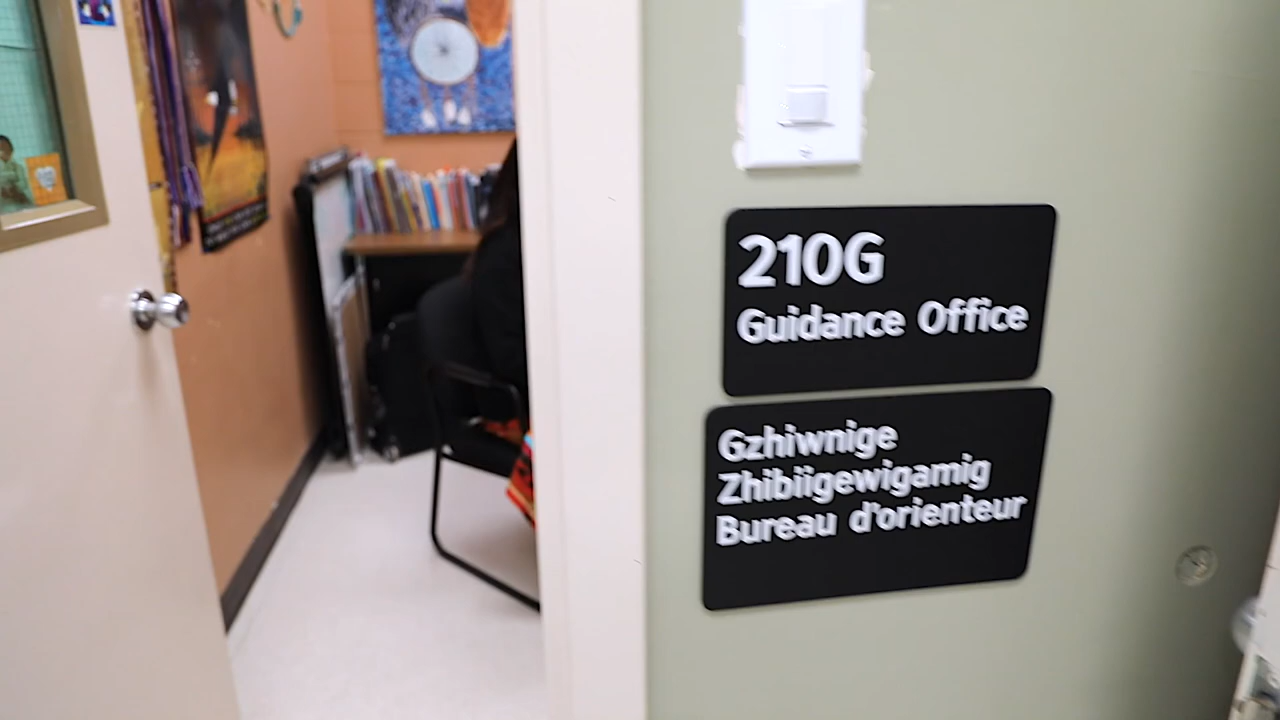 210G
Guidance Office
Gzhiwnige
Zhibiigewigamig
Bureau d'orienteur